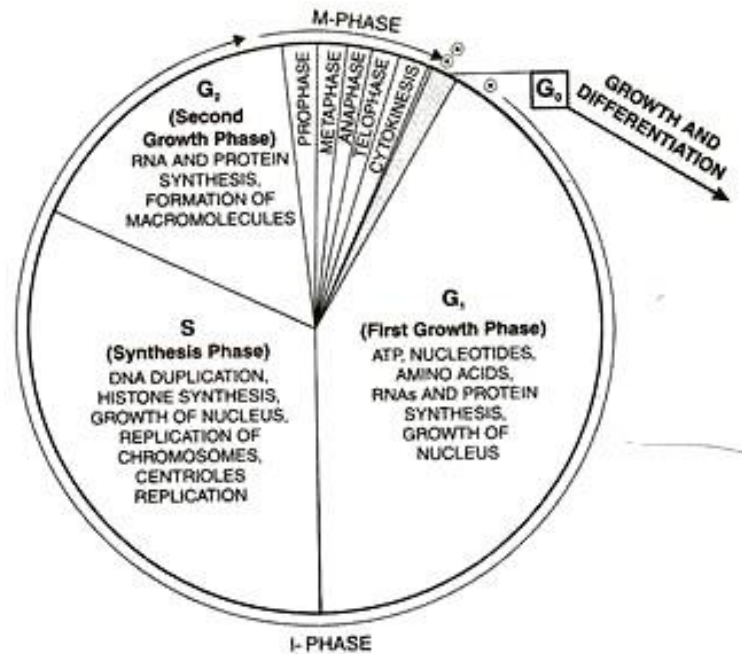 M-PHASE
PROPHASE
METAPHASE
ANAPHASE
TELOPHASE
CYTOKINESIS
G₀
GROWTH AND
DIFFERENTIATION
G₂
(Second
Growth Phase)
RNA AND PROTEIN
SYNTHESIS,
FORMATION OF
MACROMOLECULES
S
(Synthesis Phase)
DNA DUPLICATION,
HISTONE SYNTHESIS,
GROWTH OF NUCLEUS,
REPLICATION OF
CHROMOSOMES,
CENTRIOLES
REPLICATION
G₁
(First Growth Phase)
ATP, NUCLEOTIDES,
AMINO ACIDS,
RNAs AND PROTEIN
SYNTHESIS,
GROWTH OF
NUCLEUS
I- PHASE